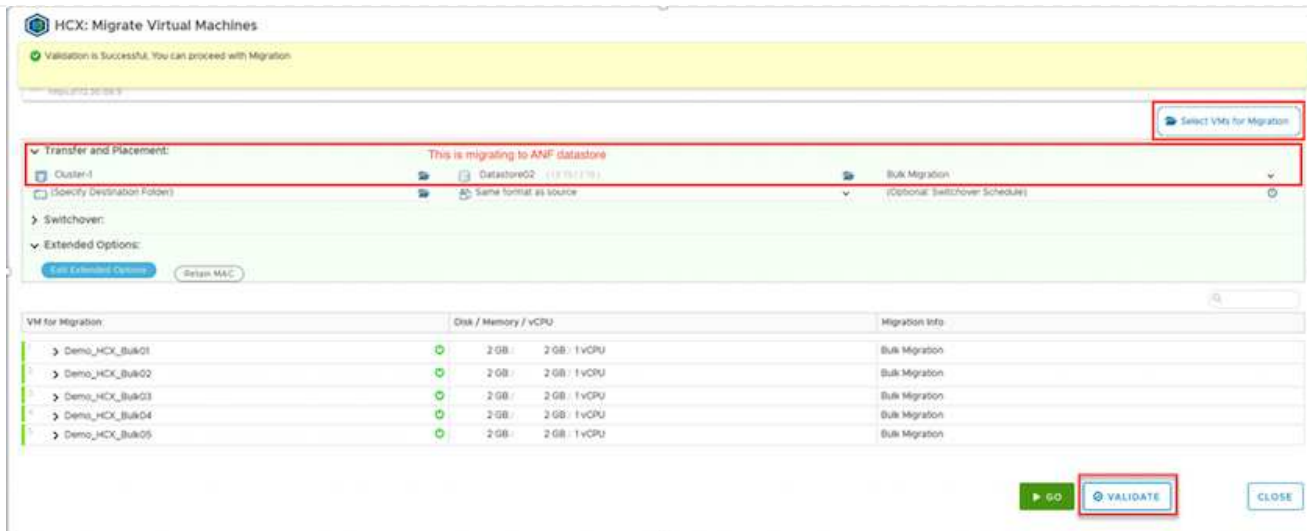 HCX: Migrate Virtual Machines
Validation is Successful, You can proceed with Migration
Select VMs for Migration
Transfer and Placement:
This is migrating to ANF datastore
Cluster-1 Datastore02 Bulk Migration
(Specify Destination Folder) Same format as source (Optional: Switchover Schedule)
Switchover:
Extended Options:
Edit Extended Options Retain MAC
VM for Migration Disk / Memory / vCPU Migration Info
1 Demo_HCX_Bulk01 2 GB / 2 GB / 1 vCPU Bulk Migration
2 Demo_HCX_Bulk02 2 GB / 2 GB / 1 vCPU Bulk Migration
3 Demo_HCX_Bulk03 2 GB / 2 GB / 1 vCPU Bulk Migration
4 Demo_HCX_Bulk04 2 GB / 2 GB / 1 vCPU Bulk Migration
5 Demo_HCX_Bulk05 2 GB / 2 GB / 1 vCPU Bulk Migration
GO VALIDATE CLOSE